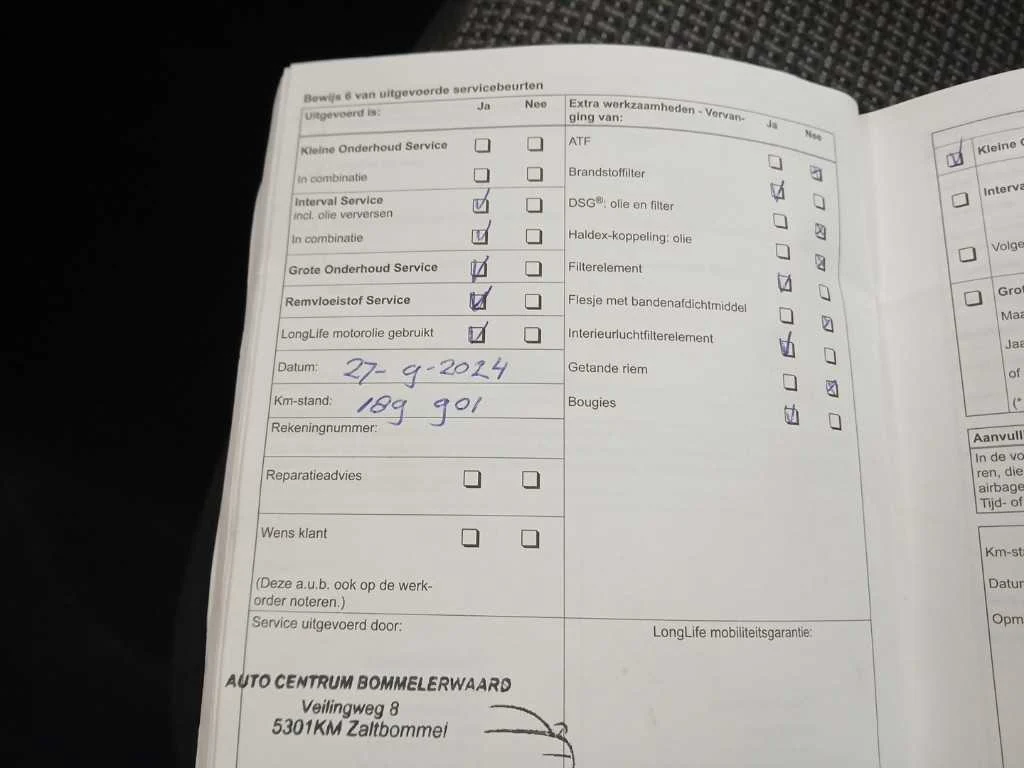 Bewijs 6 van uitgevoerde servicebeurten
Uitgevoerd is: Ja Nee
Kleine Onderhoud Service
In combinatie
Interval Service
incl. olie verversen
In combinatie
Grote Onderhoud Service
Remvloeistof Service
LongLife motorolie gebruikt
Datum: 27-9-2024
Km-stand: 189 901
Rekeningnummer:
Reparatieadvies
Wens klant
(Deze a.u.b. ook op de werk-
order noteren.)
Service uitgevoerd door:
AUTO CENTRUM BOMMELERWAARD
Veilingweg 8
5301KM Zaltbommel
Extra werkzaamheden - Vervan-
ging van: Ja Nee
ATF
Brandstoffilter
DSG®: olie en filter
Haldex-koppeling: olie
Filterelement
Flesje met bandenafdichtmiddel
Interieurluchtfilterelement
Getande riem
Bougies
LongLife mobiliteitsgarantie:
Kleine
Interva
Volge
Grot
Maa
Jaa
of
(*
Aanvull
In de vo
ren, die
airbage
Tijd- of
Km-st
Datur
Opm